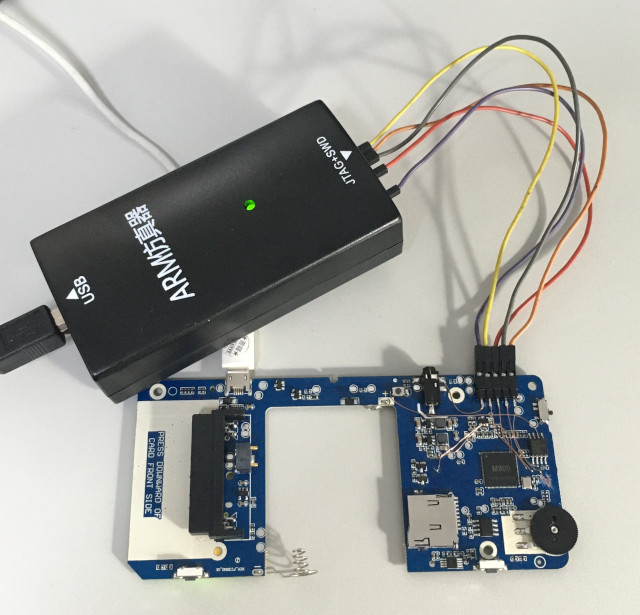 JTAG+SWD
ARM仿真器
USB
PRESS DOWNWARD OF
CARD FRONT SIDE